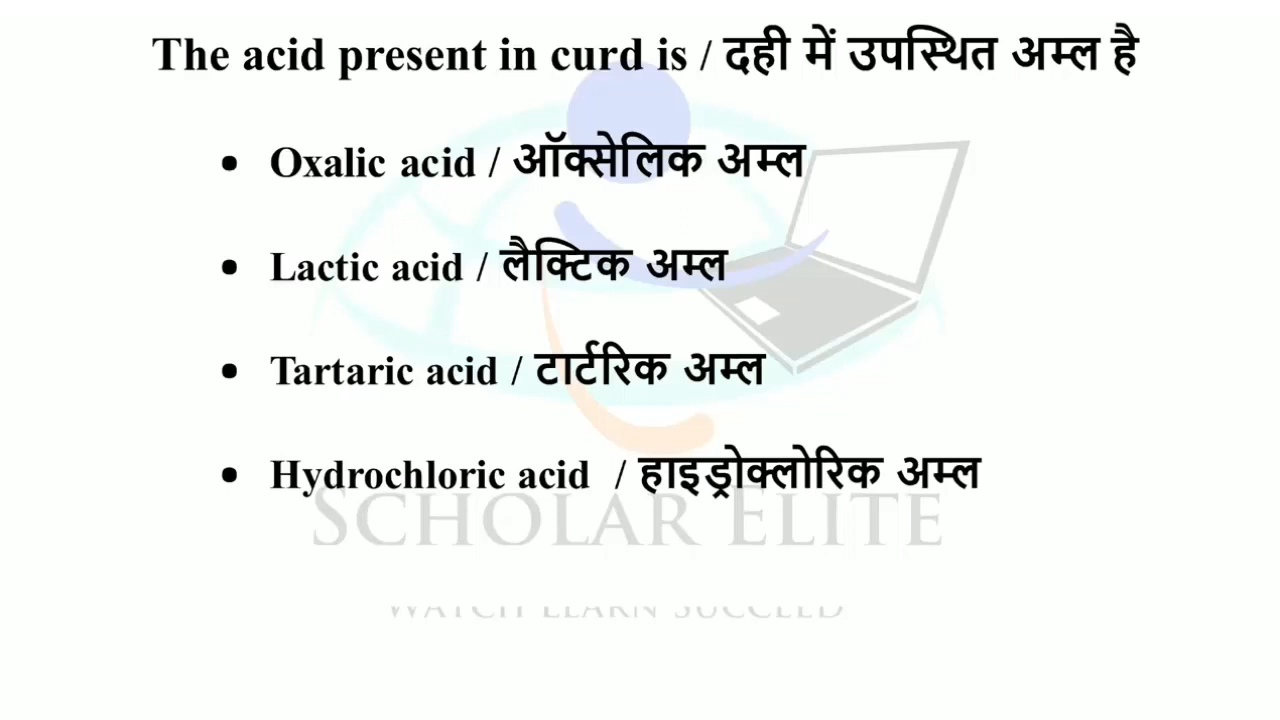 The acid present in curd is / दही में उपस्थित अम्ल है
• Oxalic acid / ऑक्सेलिक अम्ल
• Lactic acid / लैक्टिक अम्ल
• Tartaric acid / टार्टरिक अम्ल
• Hydrochloric acid / हाइड्रोक्लोरिक अम्ल
SCHOLAR ELITE
WATCH LEARN SUCCEED